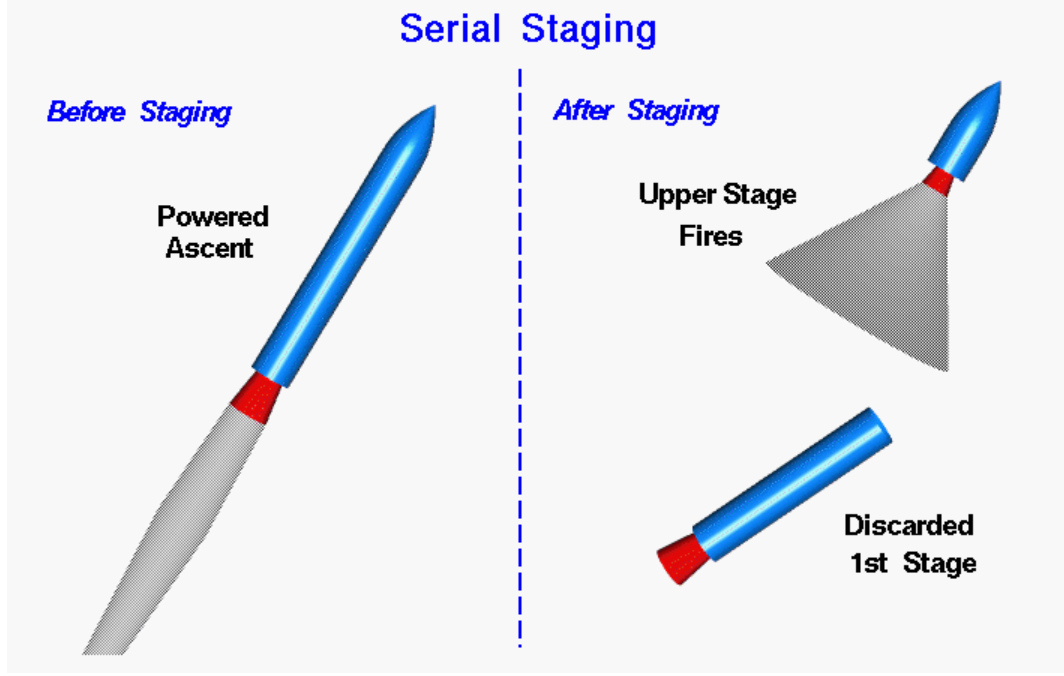 Serial Staging
Before Staging
Powered
Ascent
After Staging
Upper Stage
Fires
Discarded
1st Stage